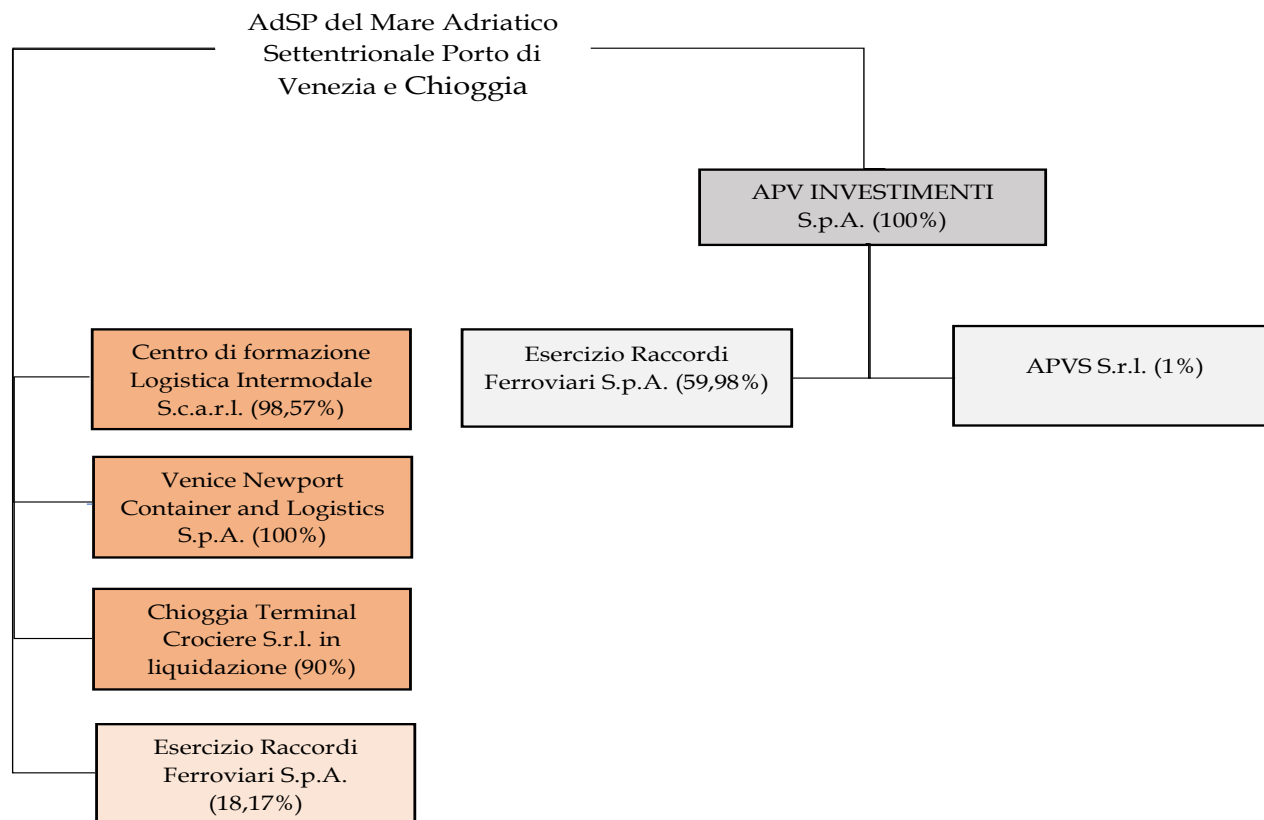 AdSP del Mare Adriatico
Settentrionale Porto di
Venezia e Chioggia
APV INVESTIMENTI
S.p.A. (100%)
Centro di formazione
Logistica Intermodale
S.c.a.r.l. (98,57%)
Esercizio Raccordi
Ferroviari S.p.A. (59,98%)
APVS S.r.l. (1%)
Venice Newport
Container and Logistics
S.p.A. (100%)
Chioggia Terminal
Crociere S.r.l. in
liquidazione (90%)
Esercizio Raccordi
Ferroviari S.p.A.
(18,17%)